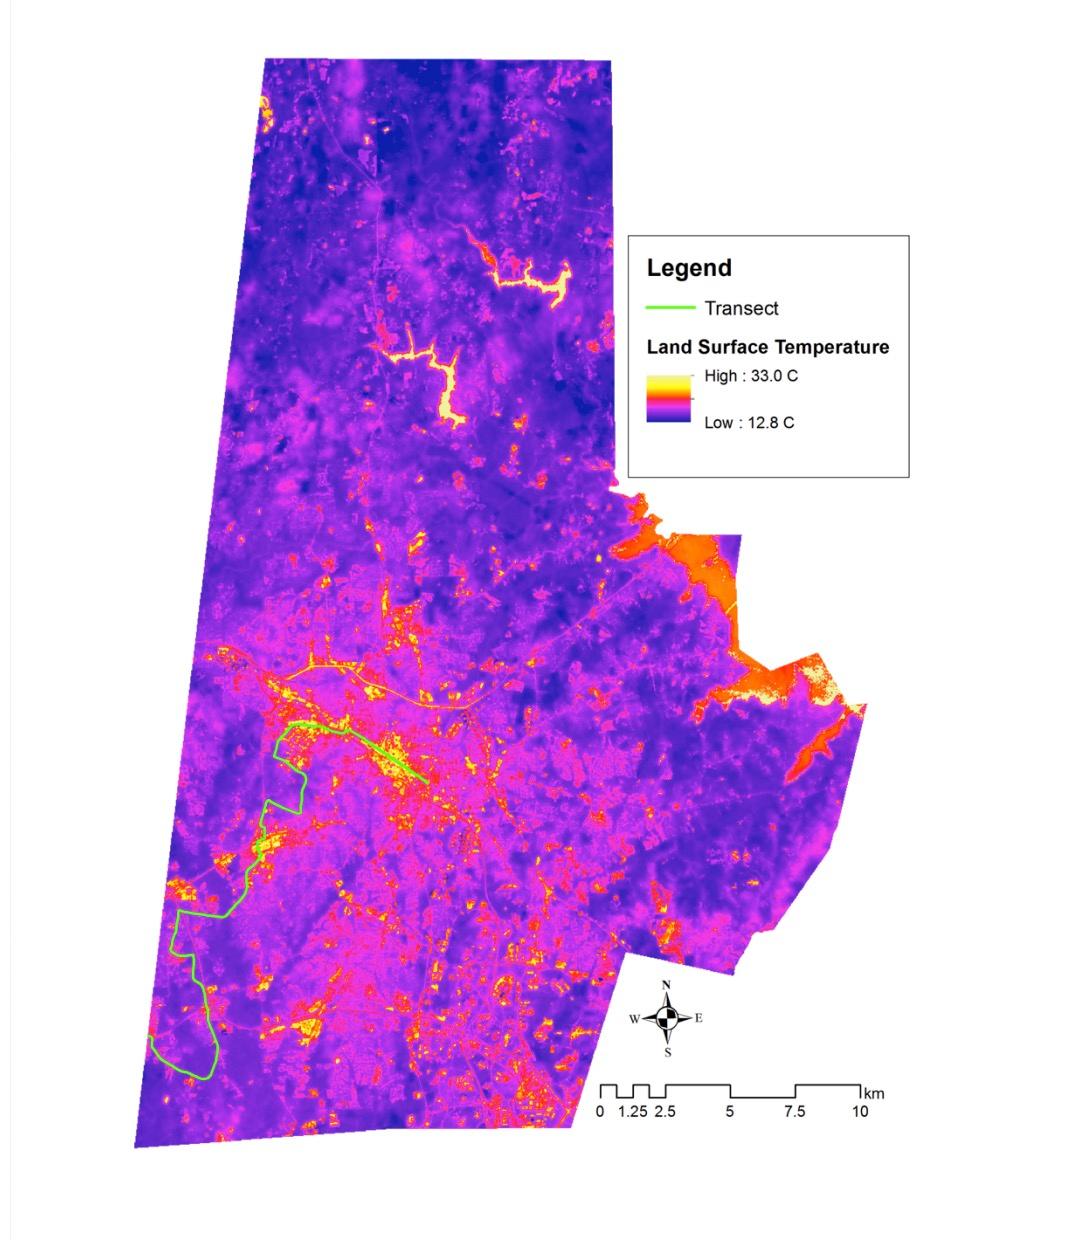 Legend
Transect
Land Surface Temperature
High : 33.0 C
Low : 12.8 C
N
W E
S
km
0 1.25 2.5 5 7.5 10